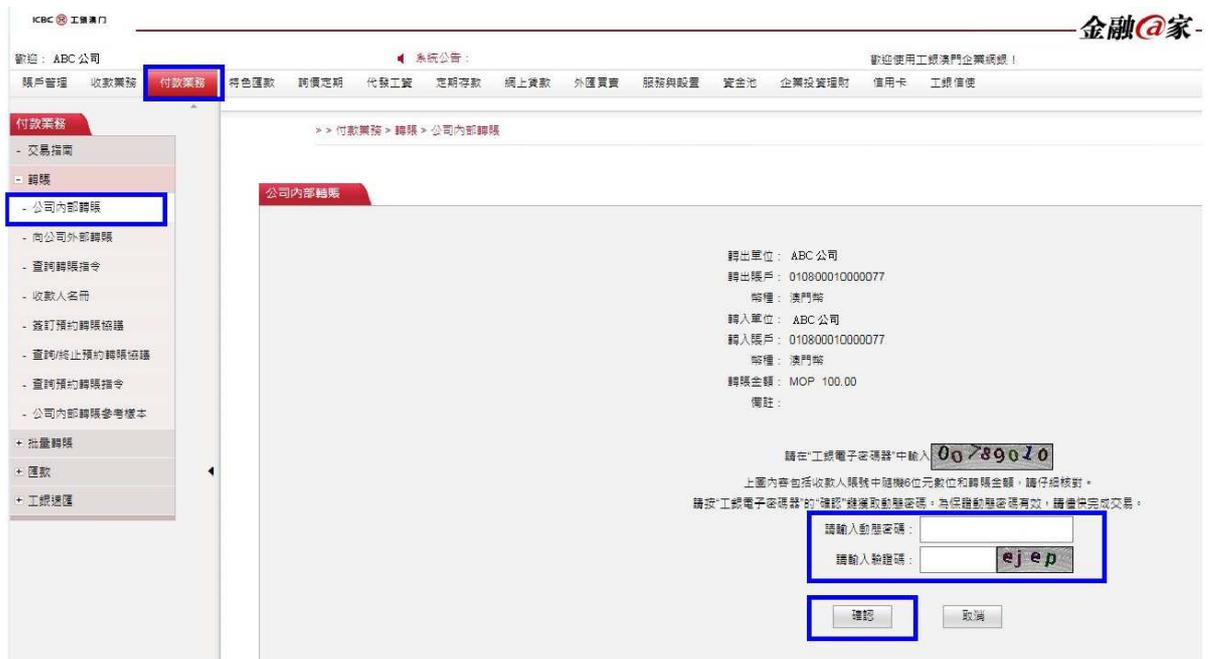 ICBC 工銀澳门
金融@家
歡迎： ABC 公司
系統公告：
歡迎使用工銀澳門企業網銀！
賬戶管理 收款業務 付款業務 特色匯款 詢價定期 代發工資 定期存款 網上貸款 外匯買賣 服務與設置 資金池 企業投資理財 信用卡 工銀信使
付款業務
- 交易指南
- 轉賬
- 公司內部轉賬
- 向公司外部轉賬
- 查詢轉賬指令
- 收款人名冊
- 簽訂預約轉賬協議
- 查詢/終止預約轉賬協議
- 查詢預約轉賬指令
- 公司內部轉賬參考樣本
+ 批量轉賬
+ 匯款
+ 工銀速匯
> > 付款業務 > 轉賬 > 公司內部轉賬
公司內部轉賬
轉出單位： ABC 公司
轉出賬戶： 010800010000077
幣種： 澳門幣
轉入單位： ABC 公司
轉入賬戶： 010800010000077
幣種： 澳門幣
轉賬金額： MOP 100.00
備註：
請在“工銀電子密碼器”中輸入 00789010
上圖內容包括收款人賬號中隨機6位元數位和轉賬金額，請仔細核對。
請按“工銀電子密碼器”的“確認”鍵獲取動態密碼。為保證動態密碼有效，請儘快完成交易。
請輸入動態密碼：
請輸入驗證碼： ejep
確認 取消